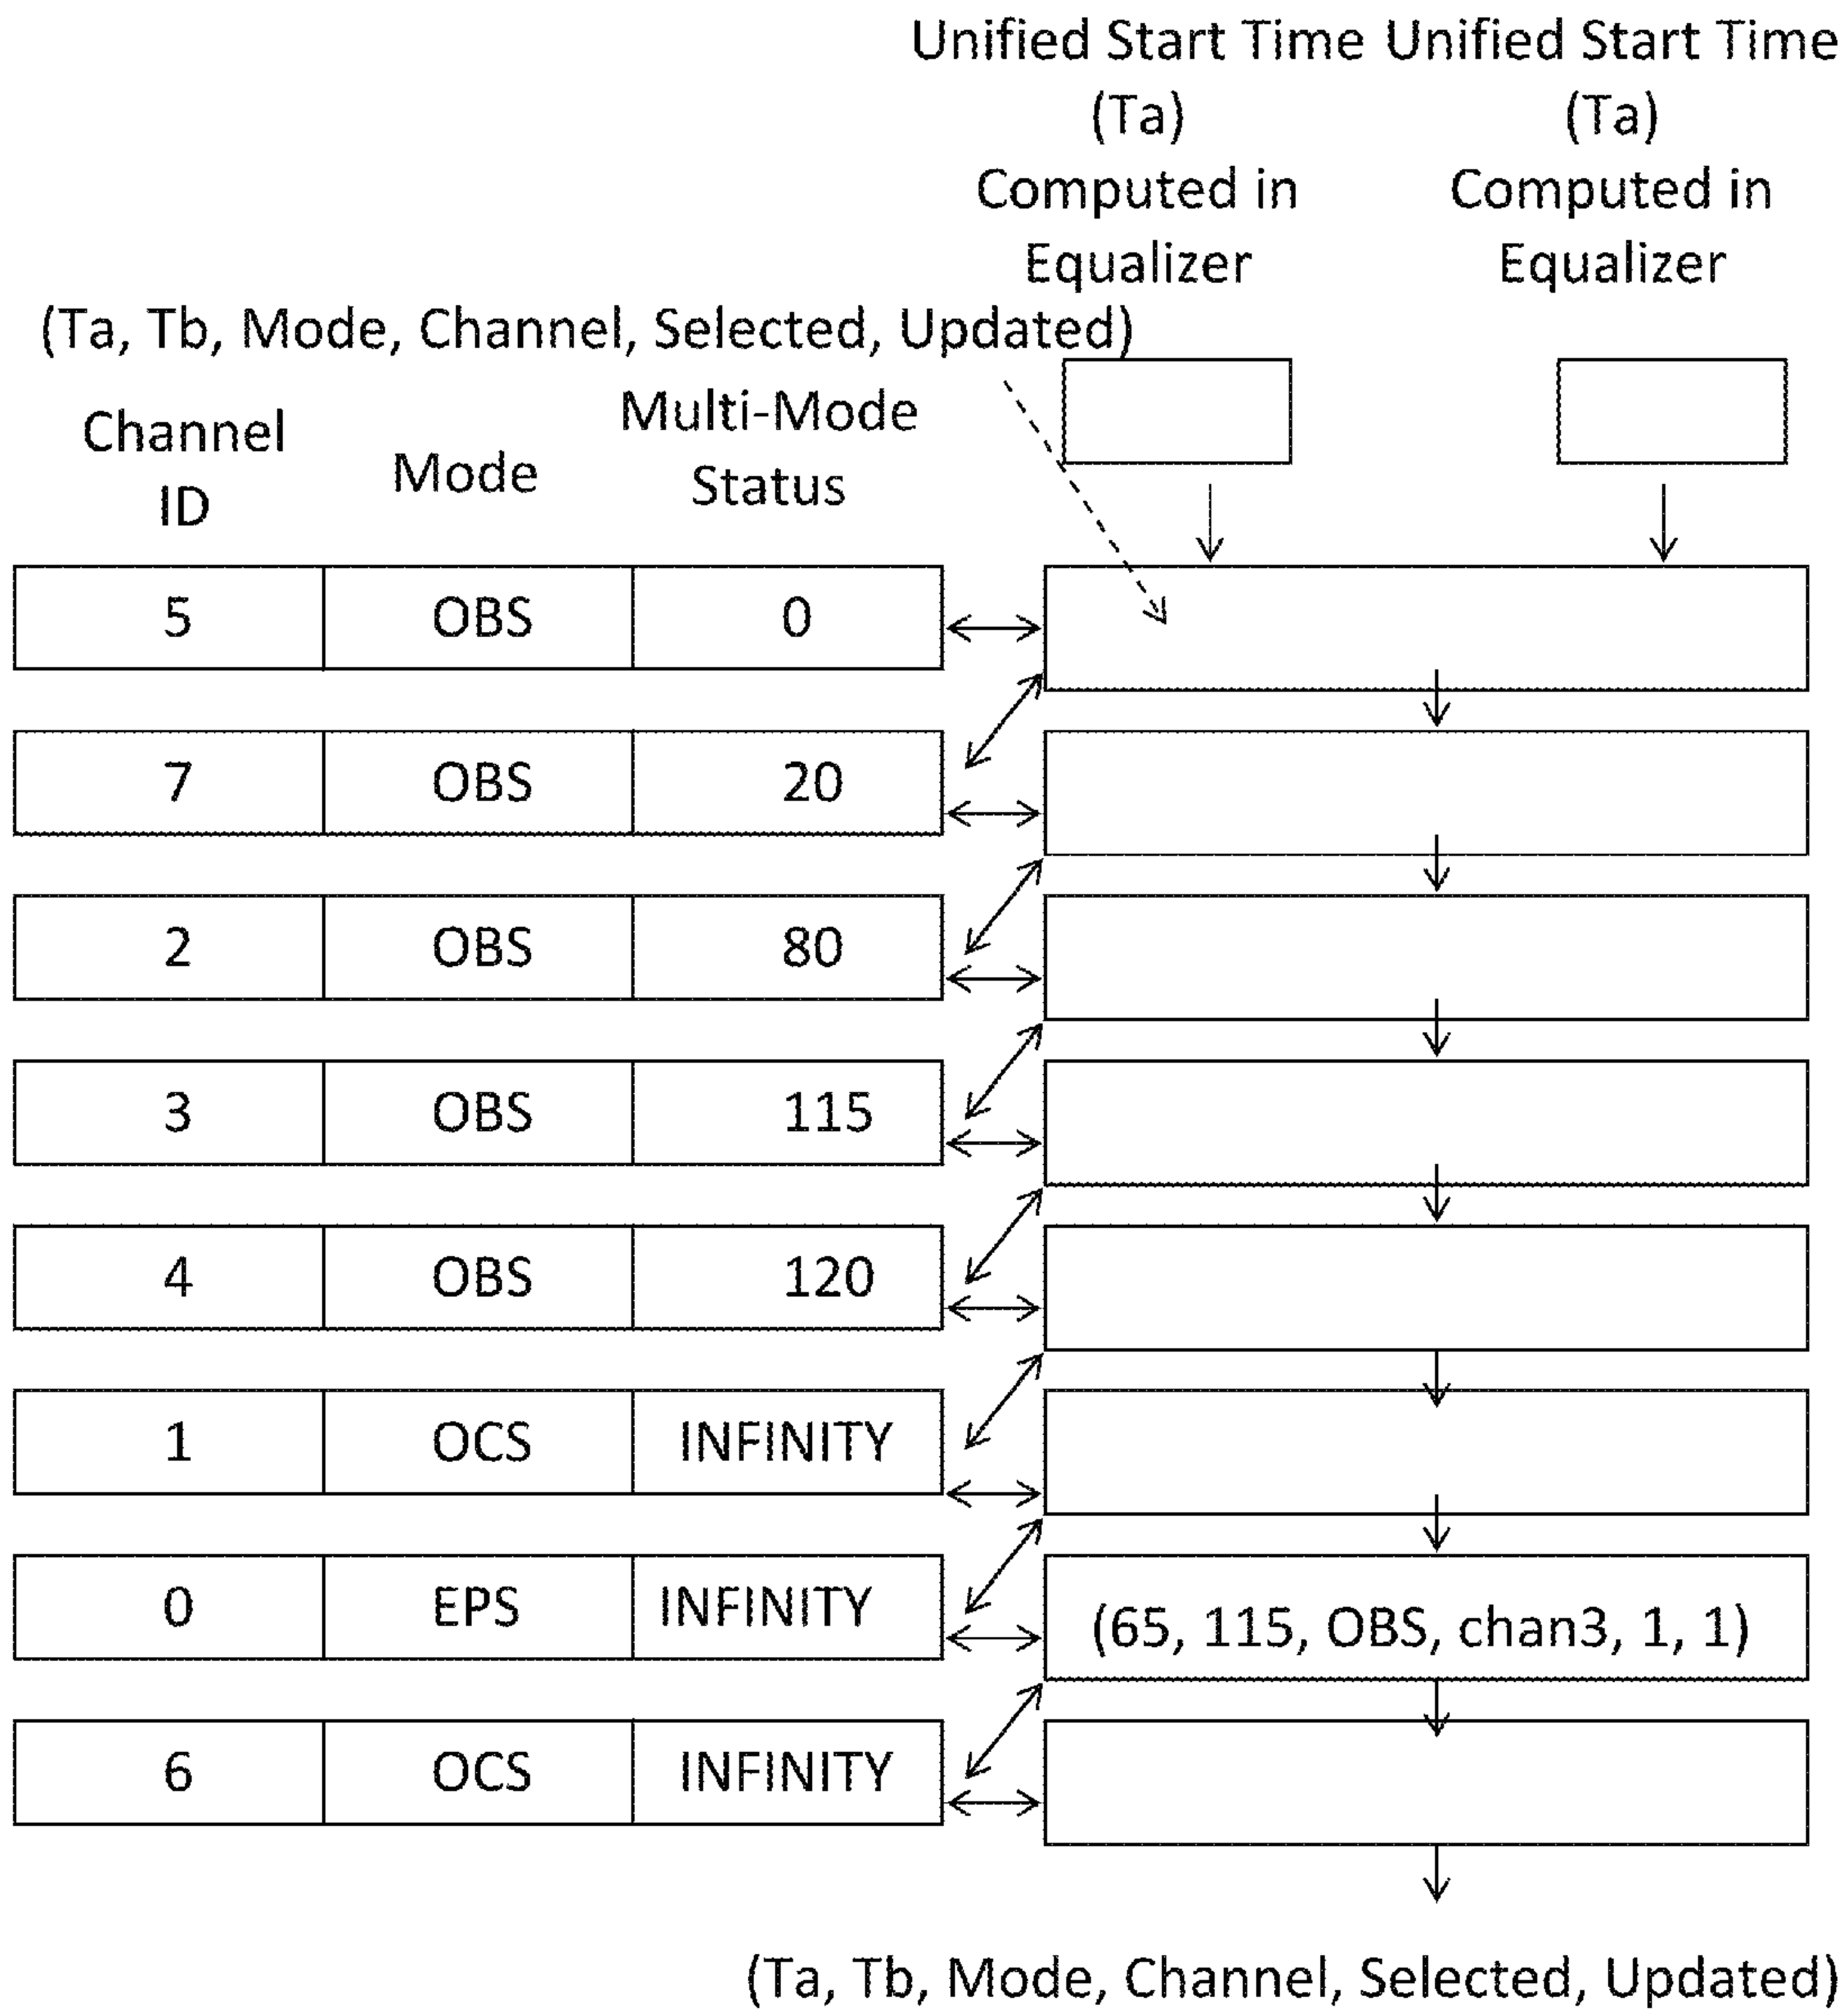 Unified Start Time Unified Start Time
(Ta) (Ta)
Computed in Computed in
Equalizer Equalizer
(Ta, Tb, Mode, Channel, Selected, Updated)
Channel
ID
Mode
Multi-Mode
Status
5 OBS 0
7 OBS 20
2 OBS 80
3 OBS 115
4 OBS 120
1 OCS INFINITY
0 EPS INFINITY (65, 115, OBS, chan3, 1, 1)
6 OCS INFINITY
(Ta, Tb, Mode, Channel, Selected, Updated)